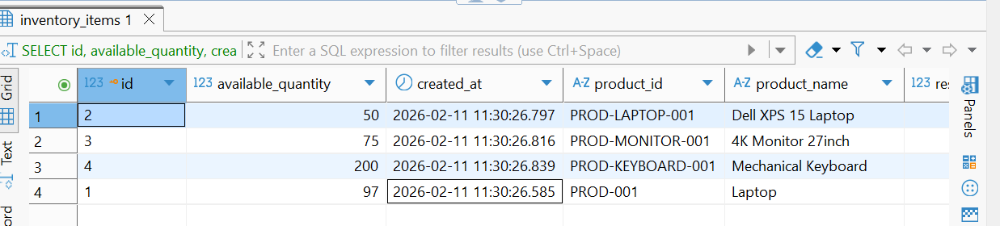 inventory_items 1
SELECT id, available_quantity, crea Enter a SQL expression to filter results (use Ctrl+Space)
Grid
Text
123 id 123 available_quantity created_at A-Z product_id A-Z product_name 123 res
1 2 50 2026-02-11 11:30:26.797 PROD-LAPTOP-001 Dell XPS 15 Laptop
2 3 75 2026-02-11 11:30:26.816 PROD-MONITOR-001 4K Monitor 27inch
3 4 200 2026-02-11 11:30:26.839 PROD-KEYBOARD-001 Mechanical Keyboard
4 1 97 2026-02-11 11:30:26.585 PROD-001 Laptop
Panels